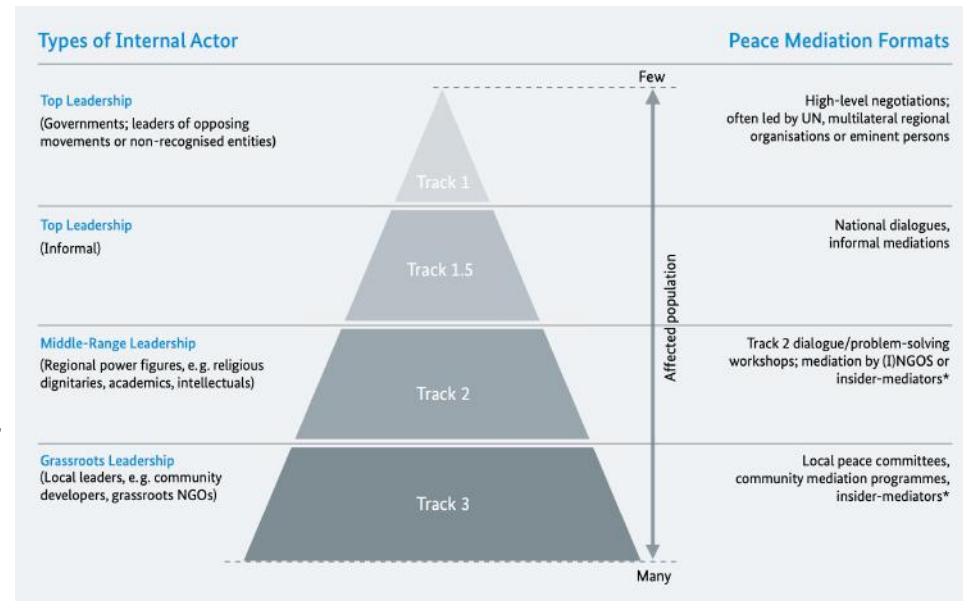 Types of Internal Actor
Peace Mediation Formats
Few
Top Leadership
(Governments; leaders of opposing
movements or non-recognised entities)
Track 1
High-level negotiations;
often led by UN, multilateral regional
organisations or eminent persons
Top Leadership
(Informal)
Track 1.5
National dialogues,
informal mediations
Affected population
Middle-Range Leadership
(Regional power figures, e. g. religious
dignitaries, academics, intellectuals)
Track 2
Track 2 dialogue/problem-solving
workshops; mediation by (I)NGOS or
insider-mediators*
Grassroots Leadership
(Local leaders, e. g. community
developers, grassroots NGOs)
Track 3
Local peace committees,
community mediation programmes,
insider-mediators*
Many